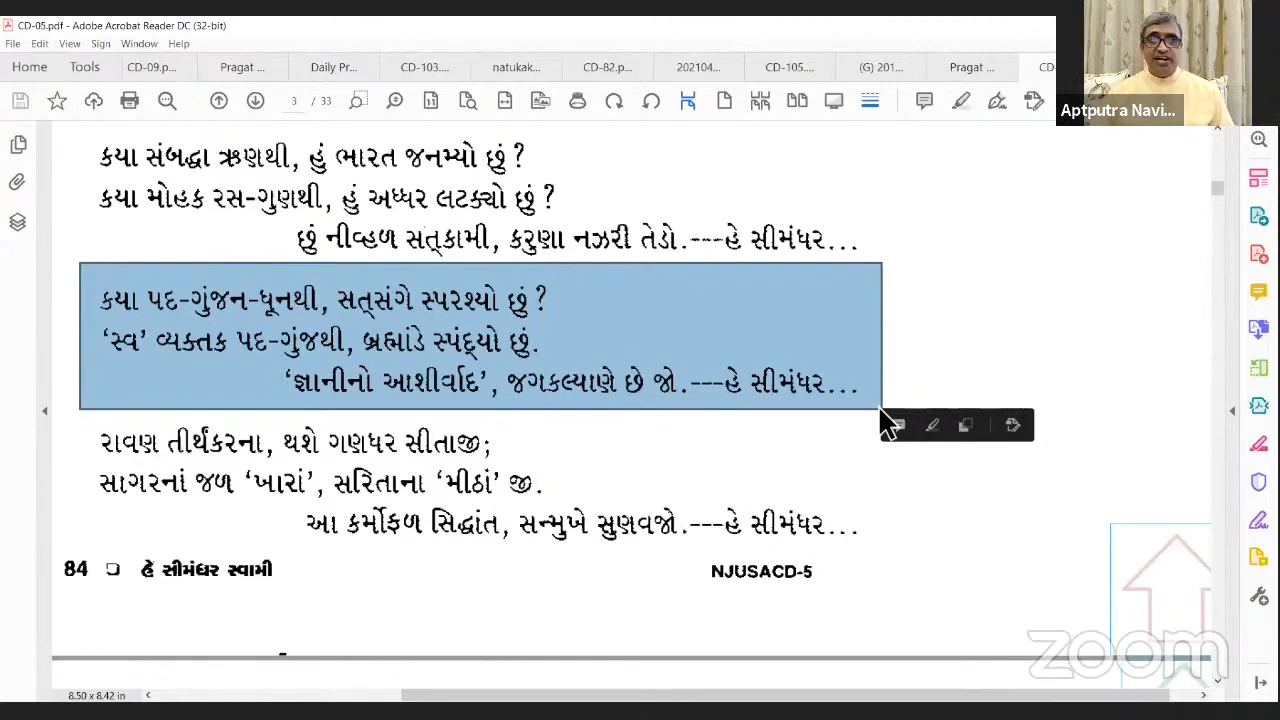 CD-05.pdf - Adobe Acrobat Reader DC (32-bit)
File Edit View Sign Window Help
Home Tools CD-09.p... Pragat ... Daily Pr CD-103... natukak... CD-82.p... 202104... CD-105.... (G) 201 Pragat ... CD-
3 / 33
Aptputra Navi...
કયા સંબદ્ધા ઋણથી, હું ભારત જનમ્યો છું?
કયા મોહક રસ-ગુણથી, હું અધ્ધર લટક્યો છું?
છું નીવ્હળ સત્કામી, કરુણા નઝરી તેડો.---હે સીમંધર...
કયા પદ-ગુંજન-ધૂનથી, સત્સંગે સ્પરશ્યો છું?
‘સ્વ’ વ્યક્તક પદ-ગુંજથી, બ્રહ્માંડે સ્પંદ્યો છું.
‘જ્ઞાનીનો આશીર્વાદ’, જગકલ્યાણે છે જો.---હે સીમંધર...
રાવણ તીર્થંકરના, થશે ગણધર સીતાજી;
સાગરનાં જળ ‘ખારાં’, સરિતાના ‘મીઠાં’ જી.
આ કર્મોફળ સિદ્ધાંત, સન્મુખે સુણવજો.---હે સીમંધર...
84 ❏ હે સીમંધર સ્વામી NJUSACD-5
zoom
8.50 x 8.42 in